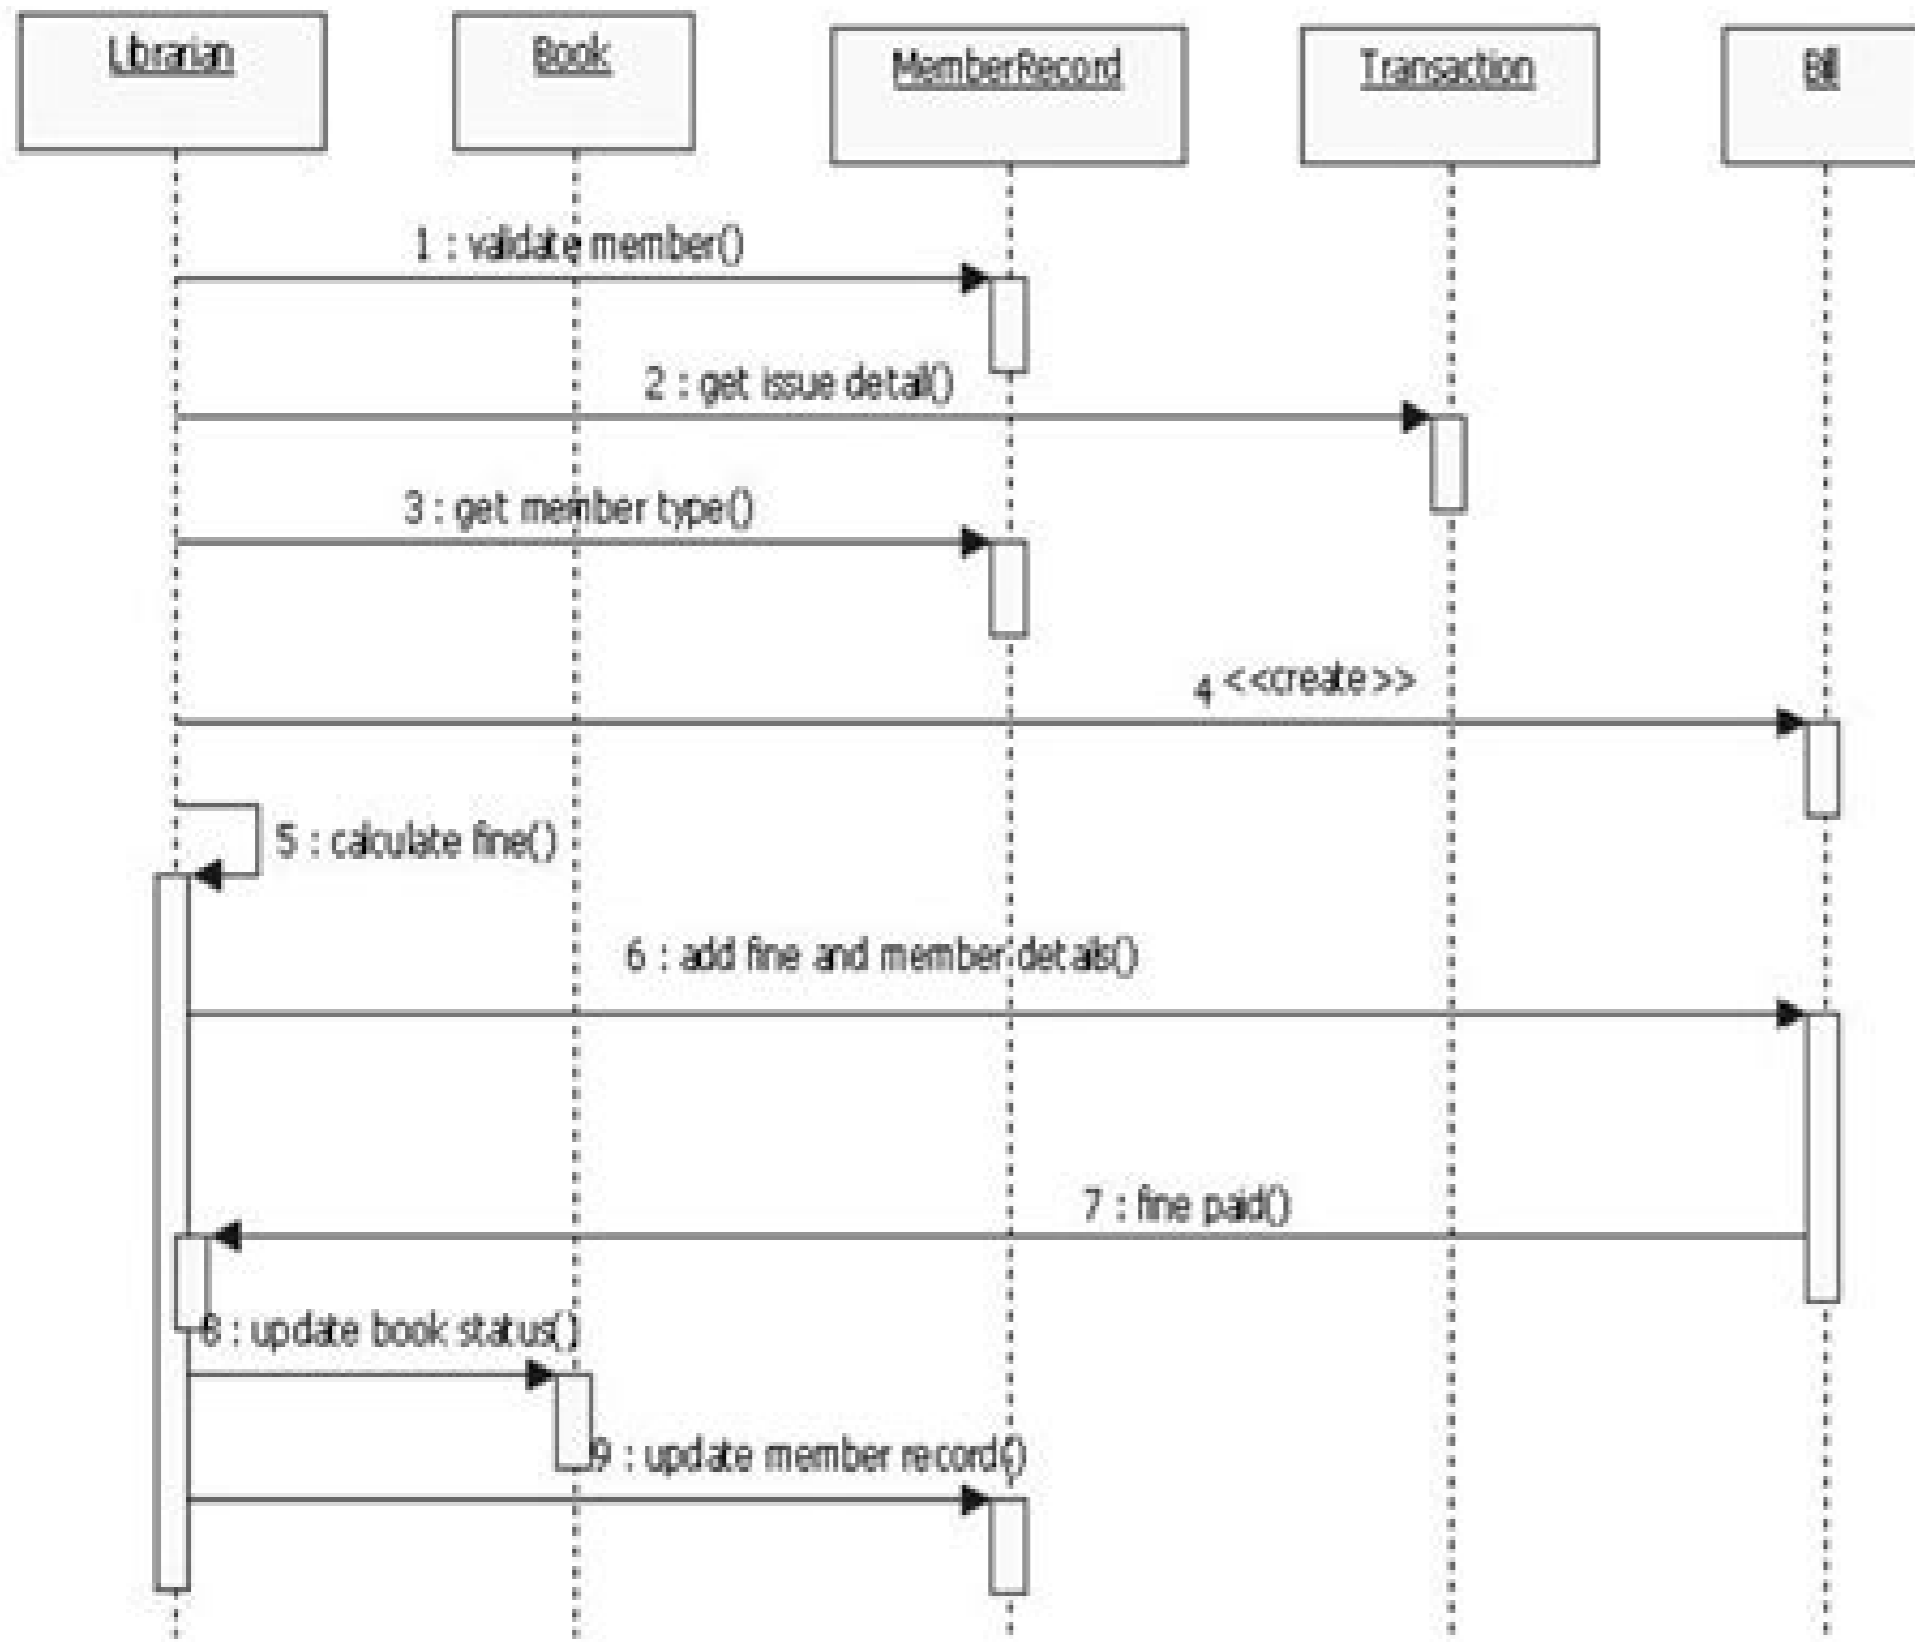 Librarian
Book
MemberRecord
Transaction
Bill
1 : validate member()
2 : get issue detail()
3 : get member type()
4 <<create>>
5 : calculate fine()
6 : add fine and member details()
7 : fine paid()
8 : update book status()
9 : update member record()